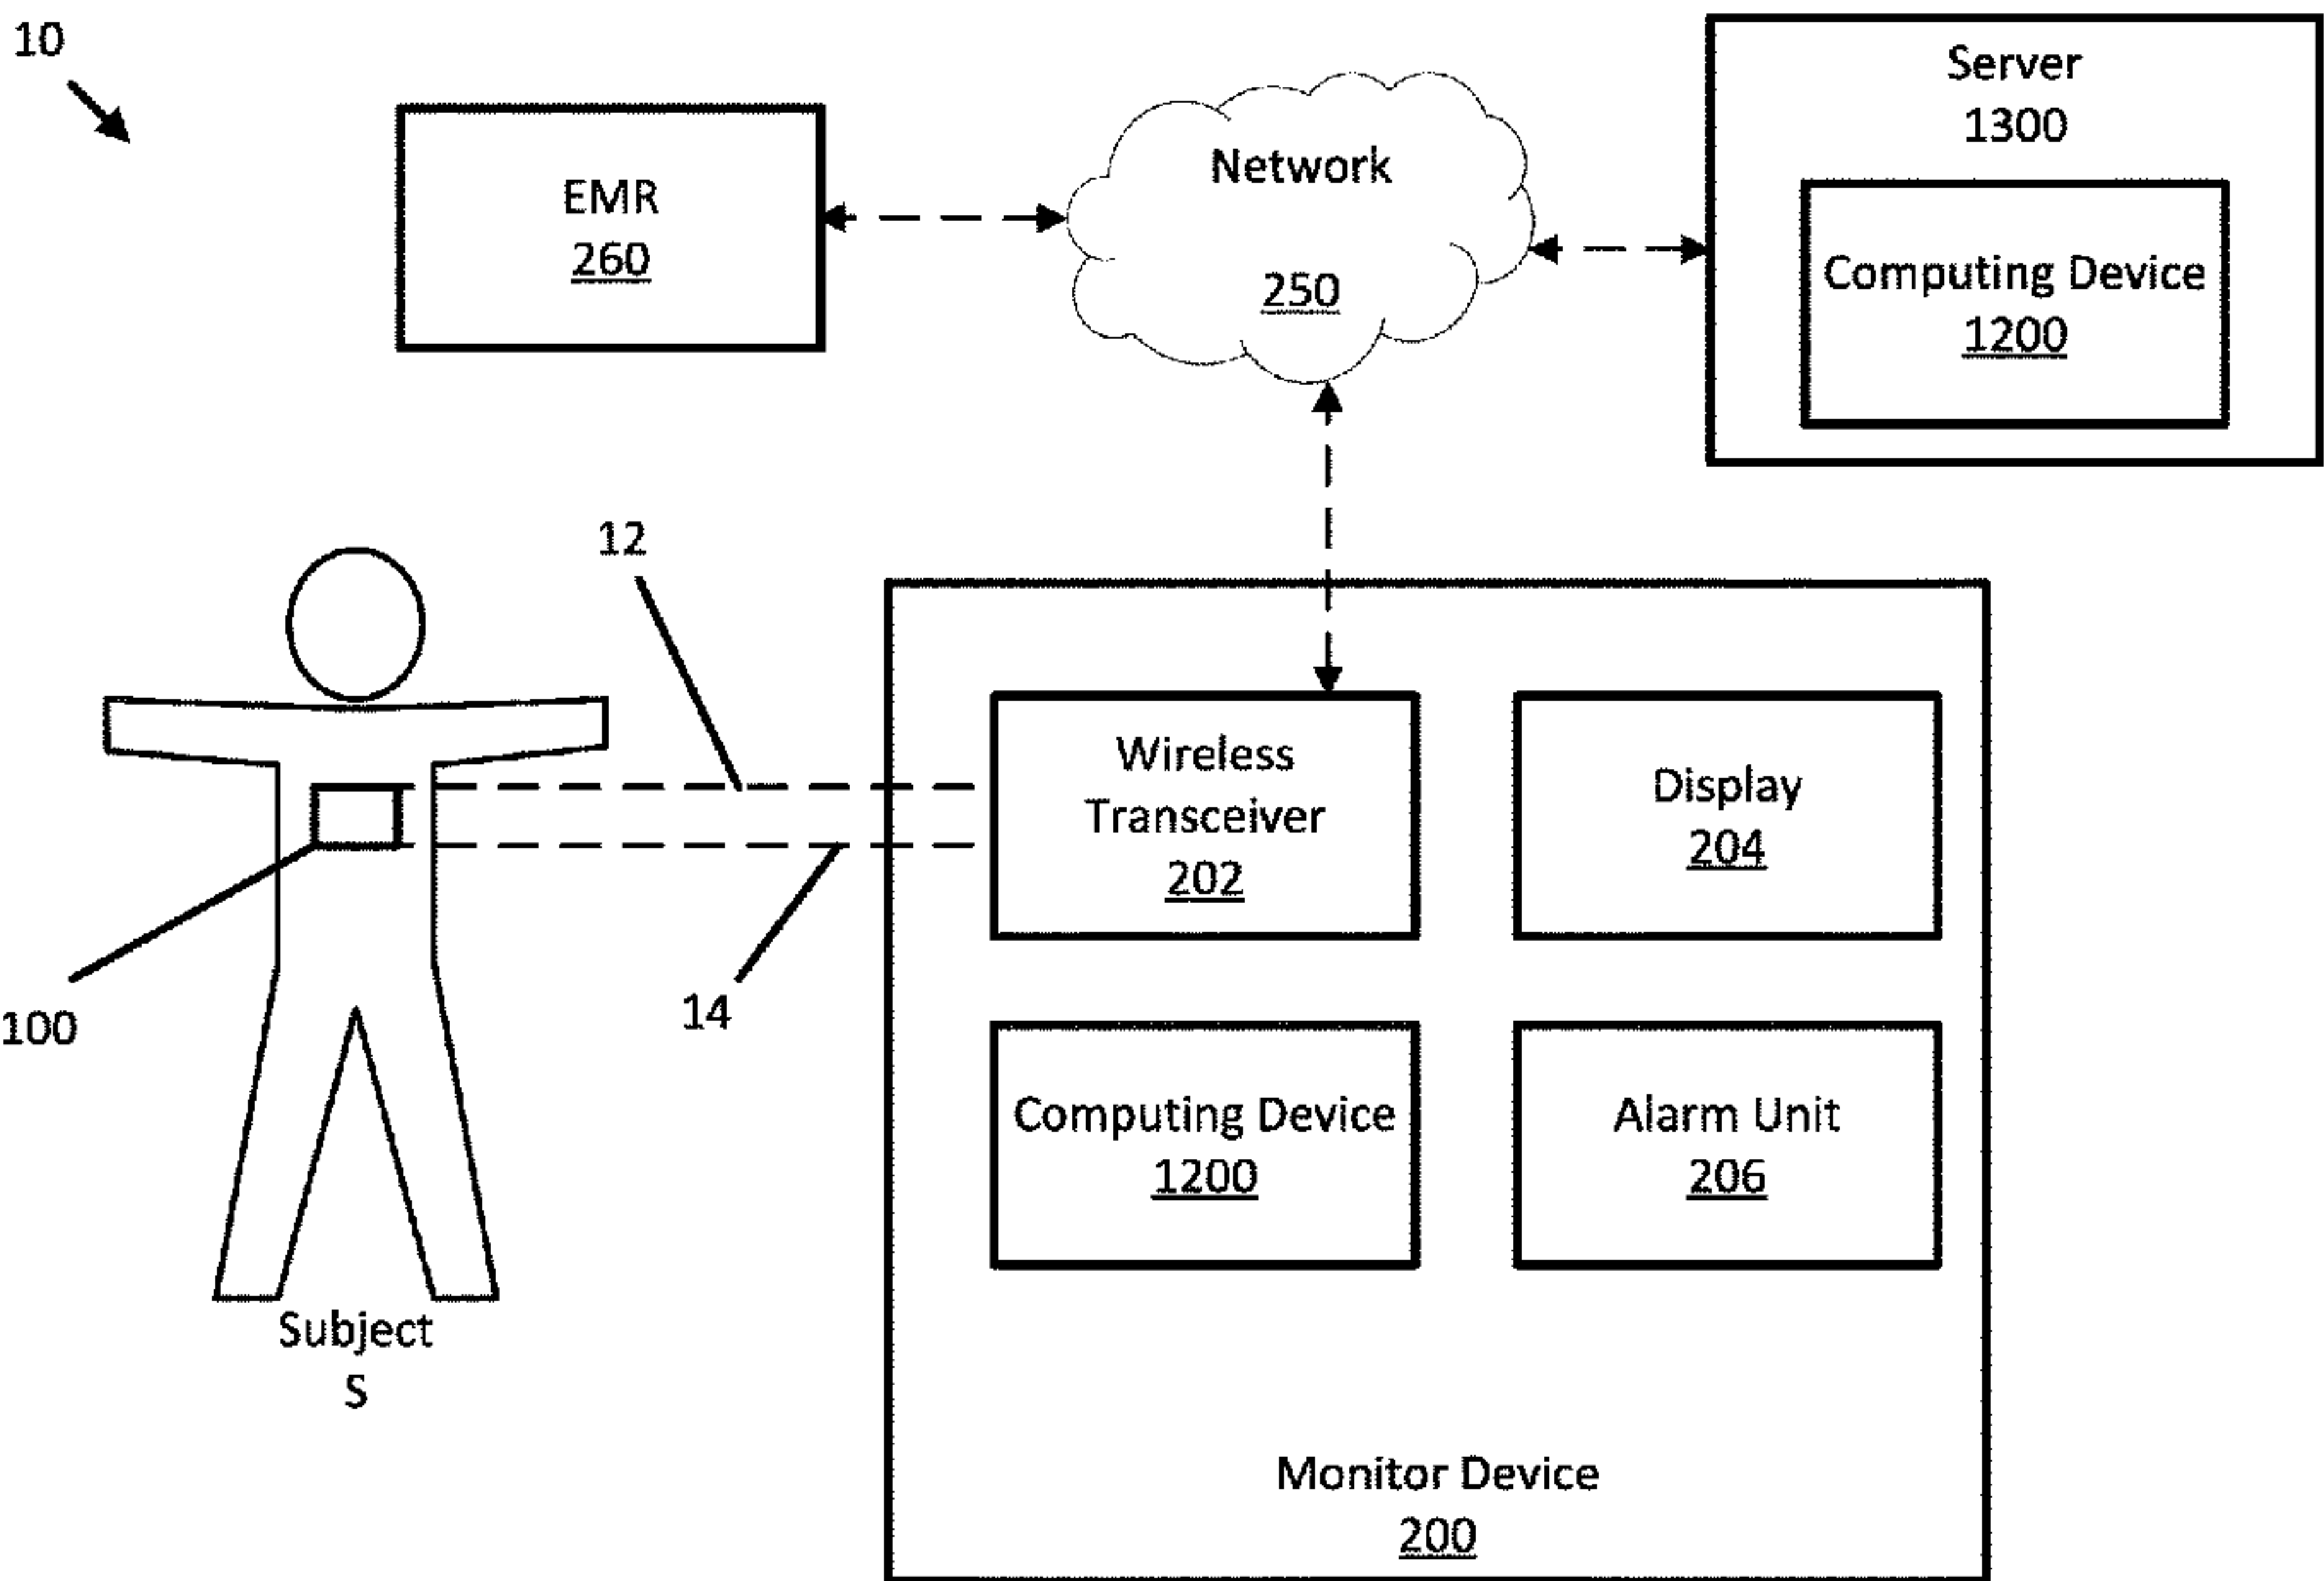 10
EMR
260
Network
250
Server
1300
Computing Device
1200
12
14
100
Subject
S
Wireless
Transceiver
202
Display
204
Computing Device
1200
Alarm Unit
206
Monitor Device
200